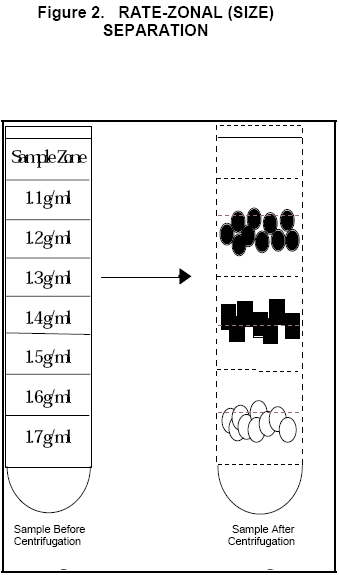 Figure 2. RATE-ZONAL (SIZE)
SEPARATION
Sample Zone
1.1g/ml
1.2g/ml
1.3g/ml
1.4g/ml
1.5g/ml
1.6g/ml
1.7g/ml
Sample Before
Centrifugation
Sample After
Centrifugation